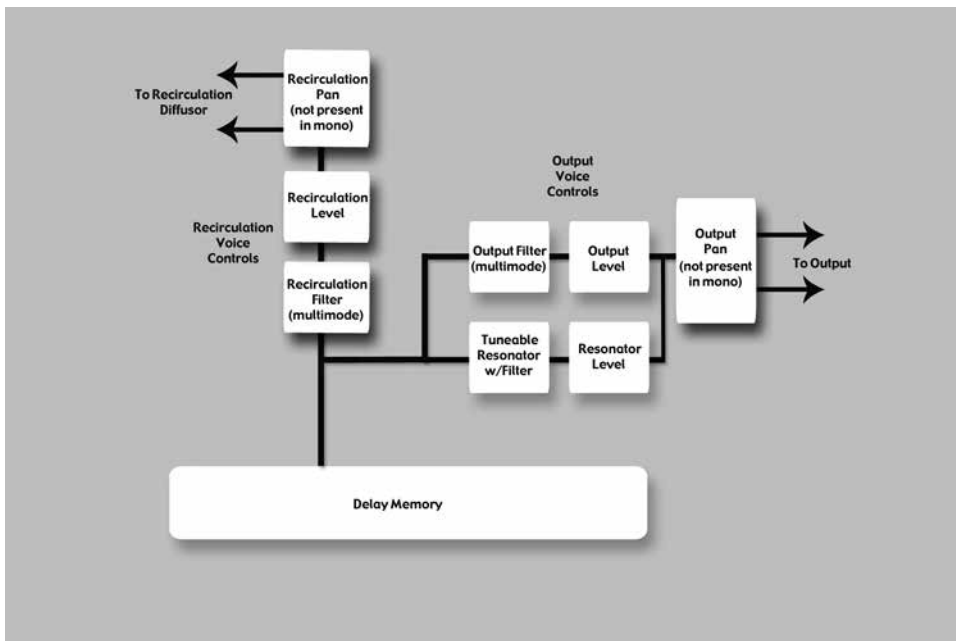 Recirculation
Pan
(not present
in mono)
To Recirculation
Diffusor
Recirculation
Level
Recirculation
Voice
Controls
Recirculation
Filter
(multimode)
Output
Voice
Controls
Output Filter
(multimode)
Output
Level
Output
Pan
(not present
in mono)
To Output
Tuneable
Resonator
w/Filter
Resonator
Level
Delay Memory